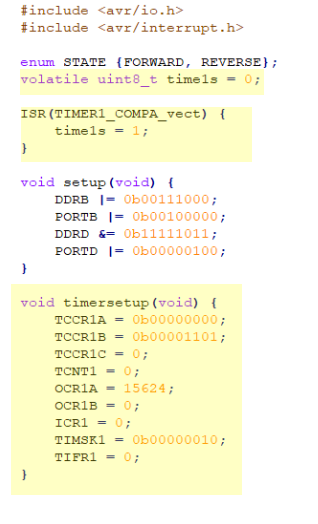 #include <avr/io.h>
#include <avr/interrupt.h>
enum STATE {FORWARD, REVERSE};
volatile uint8_t time1s = 0;
ISR(TIMER1_COMPA_vect) {
time1s = 1;
}
void setup(void) {
DDRB |= 0b00111000;
PORTB |= 0b00100000;
DDRD &= 0b11111011;
PORTD |= 0b00000100;
}
void timersetup(void) {
TCCR1A = 0b00000000;
TCCR1B = 0b00001101;
TCCR1C = 0;
TCNT1 = 0;
OCR1A = 15624;
OCR1B = 0;
ICR1 = 0;
TIMSK1 = 0b00000010;
TIFR1 = 0;
}